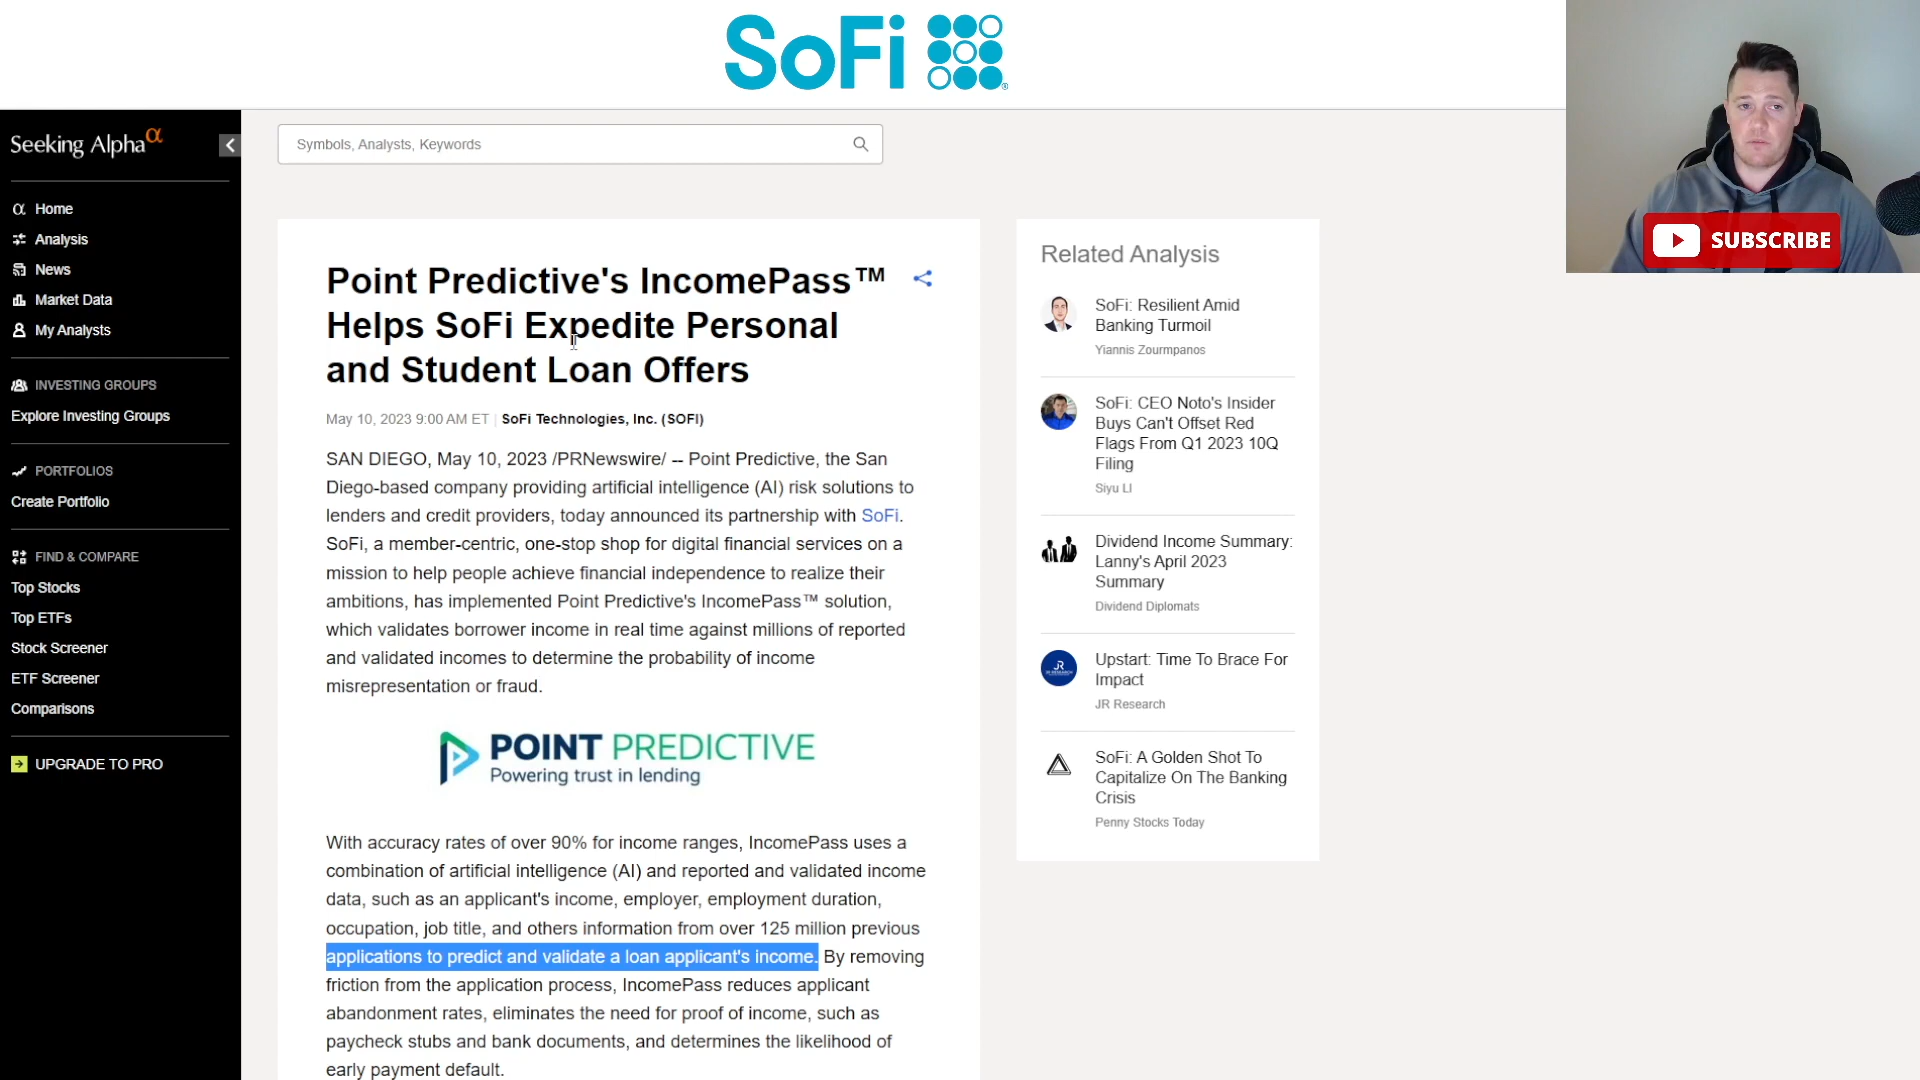 SoFi
Seeking Alpha α
Symbols, Analysts, Keywords
Home
Analysis
News
Market Data
My Analysts
INVESTING GROUPS
Explore Investing Groups
PORTFOLIOS
Create Portfolio
FIND & COMPARE
Top Stocks
Top ETFs
Stock Screener
ETF Screener
Comparisons
UPGRADE TO PRO
Point Predictive's IncomePass™
Helps SoFi Expedite Personal
and Student Loan Offers
May 10, 2023 9:00 AM ET | SoFi Technologies, Inc. (SOFI)
SAN DIEGO, May 10, 2023 /PRNewswire/ -- Point Predictive, the San
Diego-based company providing artificial intelligence (AI) risk solutions to
lenders and credit providers, today announced its partnership with SoFi.
SoFi, a member-centric, one-stop shop for digital financial services on a
mission to help people achieve financial independence to realize their
ambitions, has implemented Point Predictive's IncomePass™ solution,
which validates borrower income in real time against millions of reported
and validated incomes to determine the probability of income
misrepresentation or fraud.
POINT PREDICTIVE
Powering trust in lending
With accuracy rates of over 90% for income ranges, IncomePass uses a
combination of artificial intelligence (AI) and reported and validated income
data, such as an applicant's income, employer, employment duration,
occupation, job title, and others information from over 125 million previous
applications to predict and validate a loan applicant's income. By removing
friction from the application process, IncomePass reduces applicant
abandonment rates, eliminates the need for proof of income, such as
paycheck stubs and bank documents, and determines the likelihood of
early payment default.
Related Analysis
SoFi: Resilient Amid
Banking Turmoil
Yiannis Zourmpanos
SoFi: CEO Noto's Insider
Buys Can't Offset Red
Flags From Q1 2023 10Q
Filing
Siyu LI
Dividend Income Summary:
Lanny's April 2023
Summary
Dividend Diplomats
Upstart: Time To Brace For
Impact
JR Research
SoFi: A Golden Shot To
Capitalize On The Banking
Crisis
Penny Stocks Today
SUBSCRIBE